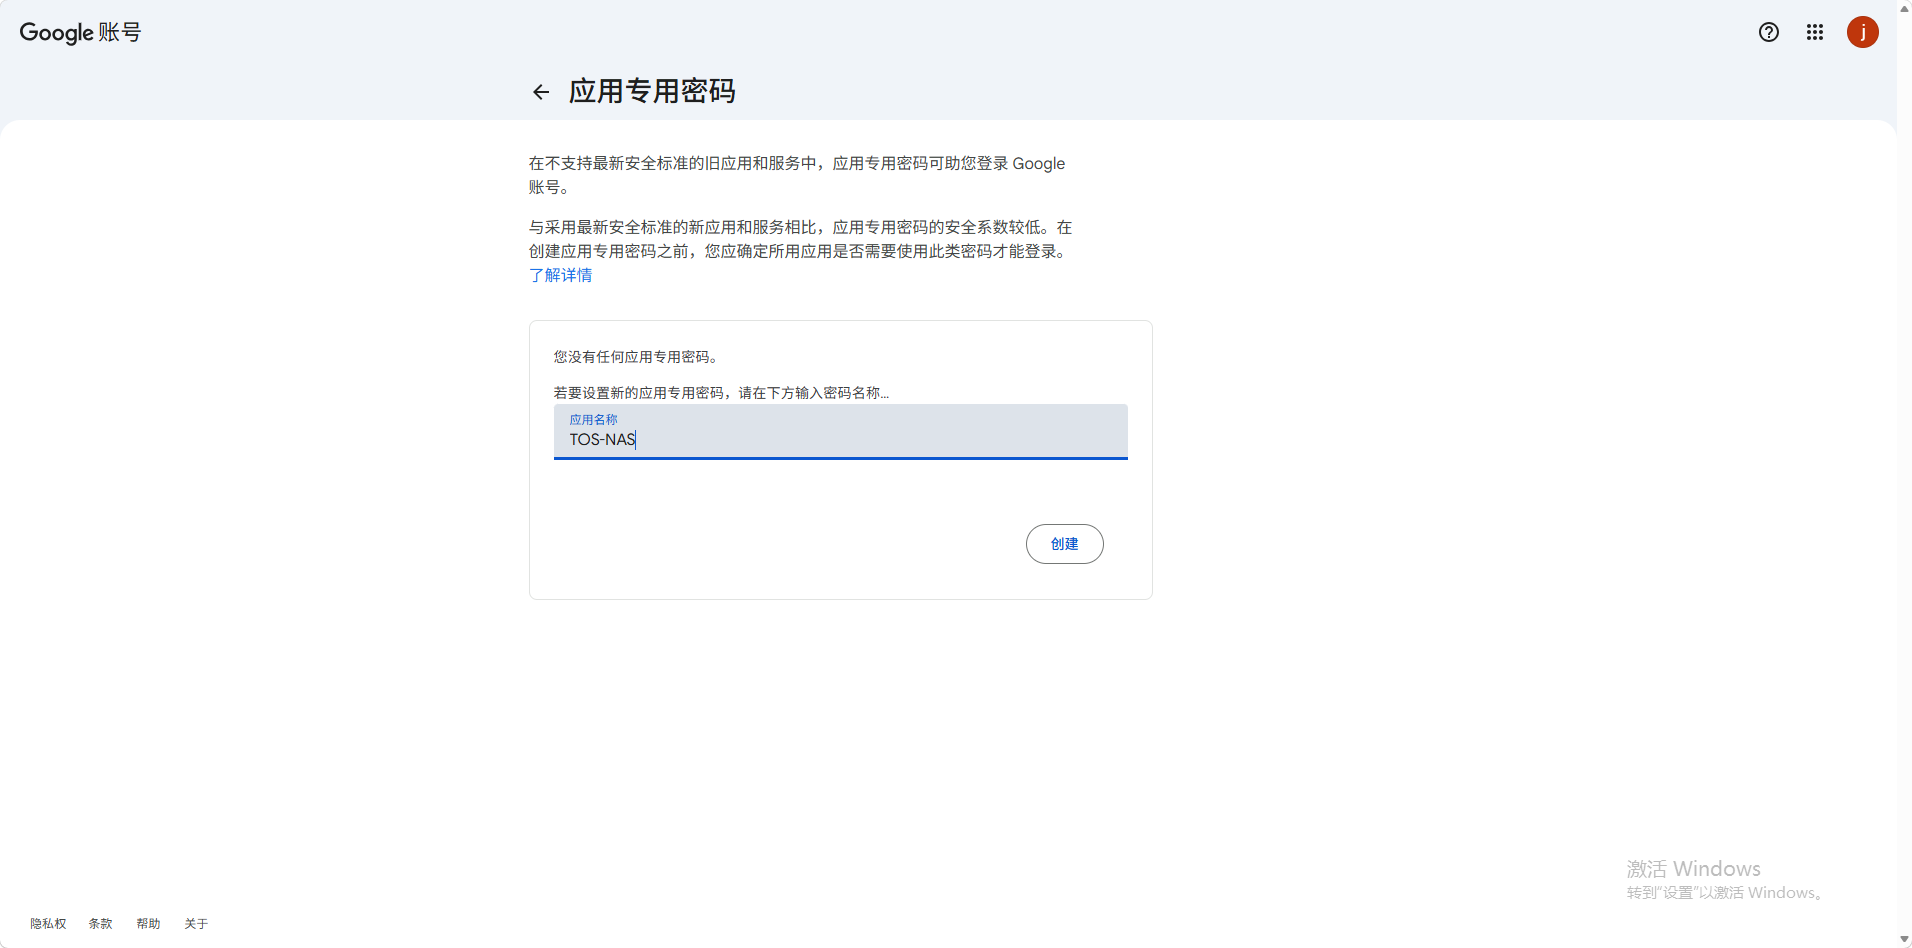 Google 账号
j
应用专用密码
在不支持最新安全标准的旧应用和服务中，应用专用密码可助您登录 Google
账号。
与采用最新安全标准的新应用和服务相比，应用专用密码的安全系数较低。在
创建应用专用密码之前，您应确定所用应用是否需要使用此类密码才能登录。
了解详情
您没有任何应用专用密码。
若要设置新的应用专用密码，请在下方输入密码名称...
应用名称
TOS-NAS
创建
激活 Windows
转到“设置”以激活 Windows。
隐私权 条款 帮助 关于